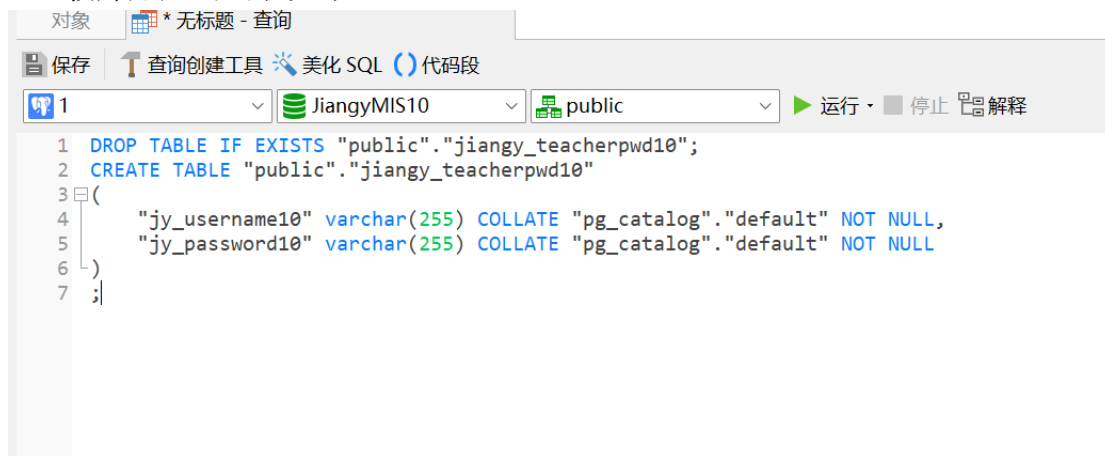 对象 * 无标题 - 查询
保存 查询创建工具 美化 SQL () 代码段
1 JiangyMIS10 public 运行 · 停止 解释
1 DROP TABLE IF EXISTS "public"."jiangy_teacherpwd10";
2 CREATE TABLE "public"."jiangy_teacherpwd10"
3 (
4 "jy_username10" varchar(255) COLLATE "pg_catalog"."default" NOT NULL,
5 "jy_password10" varchar(255) COLLATE "pg_catalog"."default" NOT NULL
6 )
7 ;